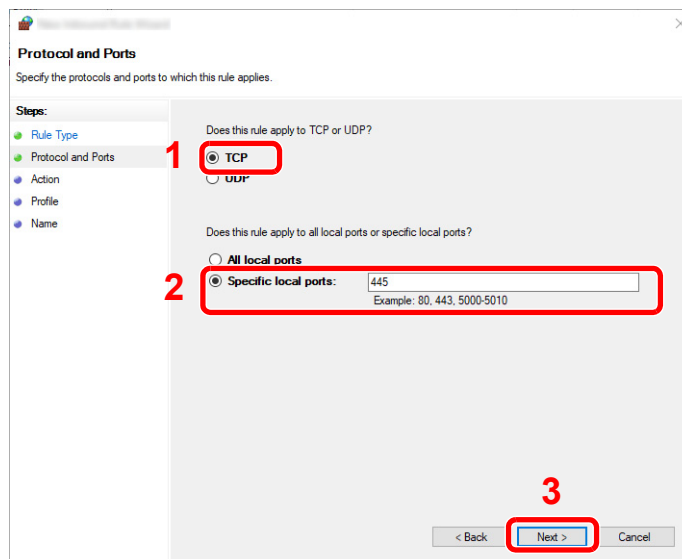 Protocol and Ports
Specify the protocols and ports to which this rule applies.
Steps:
Rule Type
Protocol and Ports
Action
Profile
Name
Does this rule apply to TCP or UDP?
1
TCP
UDP
Does this rule apply to all local ports or specific local ports?
All local ports
2
Specific local ports:
445
Example: 80, 443, 5000-5010
3
< Back
Next >
Cancel